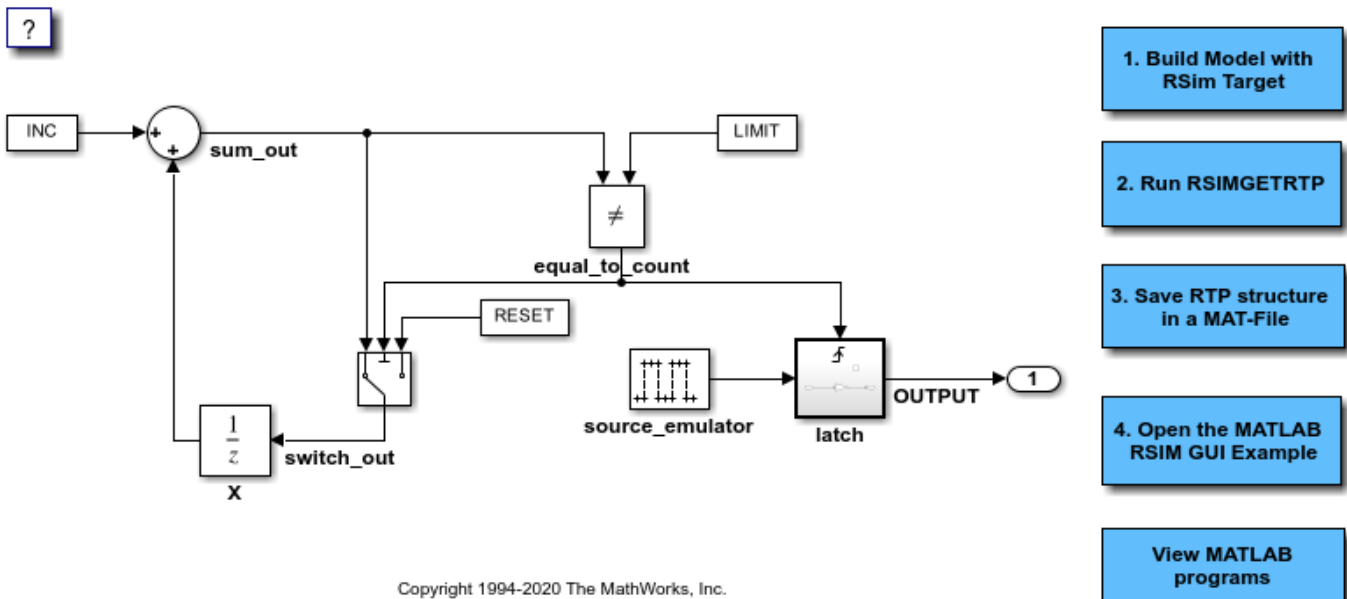 ?
1. Build Model with
RSim Target
INC
+
+
sum_out
LIMIT
2. Run RSIMGETRTP
≠
equal_to_count
3. Save RTP structure
in a MAT-File
RESET
1
OUTPUT
source_emulator
latch
4. Open the MATLAB
RSIM GUI Example
1
z
switch_out
X
View MATLAB
programs
Copyright 1994-2020 The MathWorks, Inc.